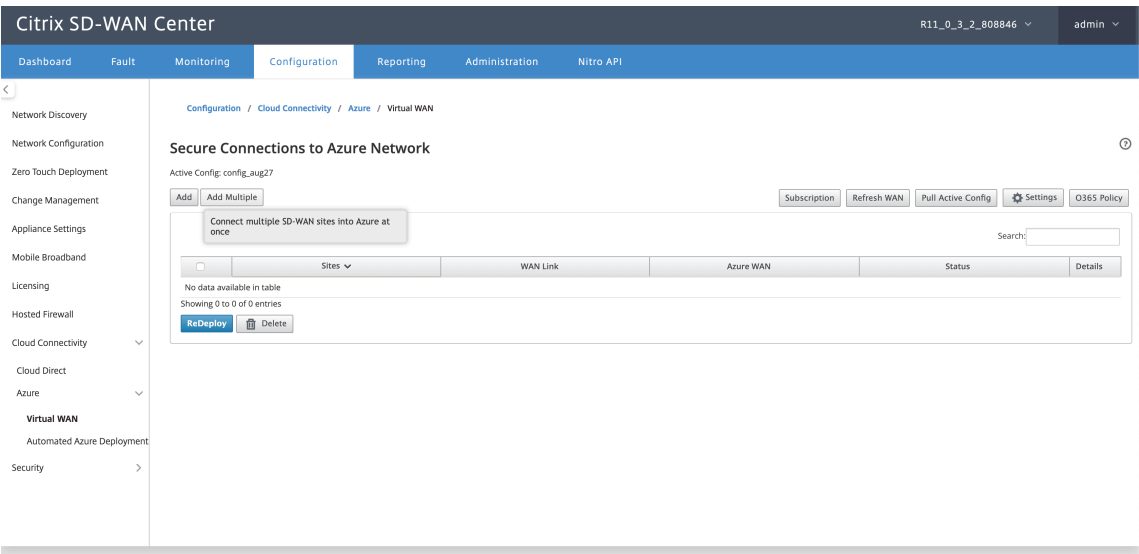 Citrix SD-WAN Center
R11_0_3_2_808846
admin
Dashboard
Fault
Monitoring
Configuration
Reporting
Administration
Nitro API
Network Discovery
Network Configuration
Zero Touch Deployment
Change Management
Appliance Settings
Mobile Broadband
Licensing
Hosted Firewall
Cloud Connectivity
Cloud Direct
Azure
Virtual WAN
Automated Azure Deployment
Security
Configuration / Cloud Connectivity / Azure / Virtual WAN
Secure Connections to Azure Network
?
Active Config: config_aug27
Add
Add Multiple
Subscription
Refresh WAN
Pull Active Config
Settings
O365 Policy
Connect multiple SD-WAN sites into Azure at
once
Search:
Sites
WAN Link
Azure WAN
Status
Details
No data available in table
Showing 0 to 0 of 0 entries
ReDeploy
Delete